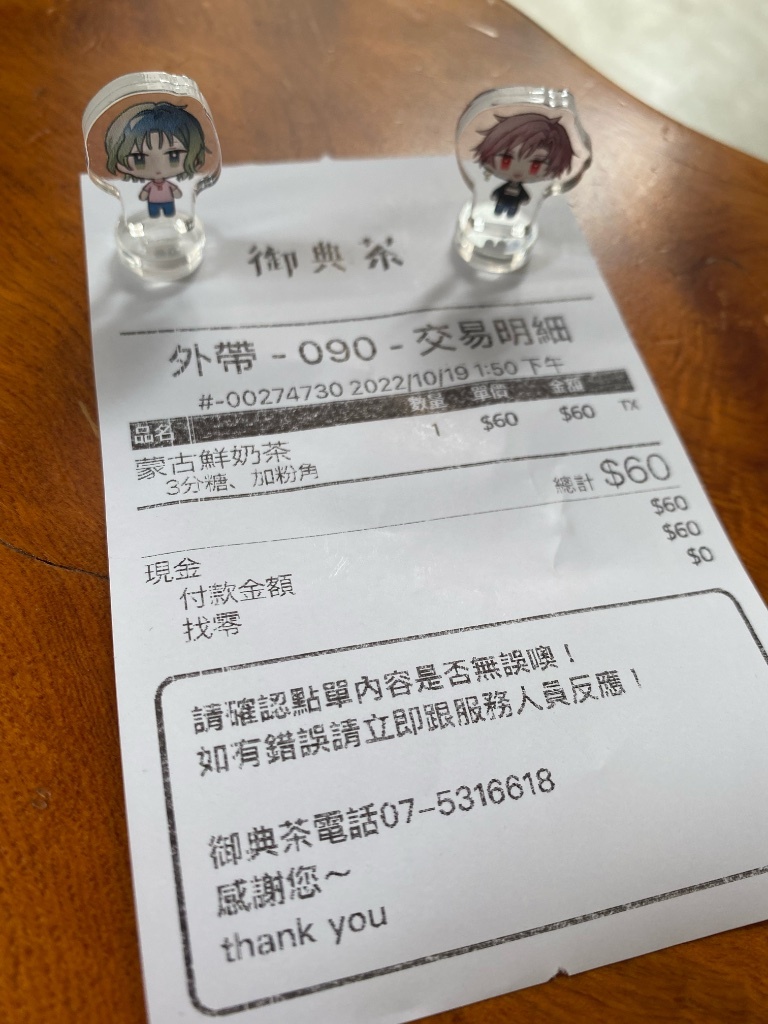 御典茶
外帶 - 090 - 交易明細
#-00274730 2022/10/19 1:50 下午
品名 數量 單價 金額
蒙古鮮奶茶 1 $60 $60 TX
3分糖、加粉角
總計 $60
現金 $60
付款金額 $60
找零 $0
請確認點單內容是否無誤噢！
如有錯誤請立即跟服務人員反應！
御典茶電話07-5316618
感謝您~
thank you